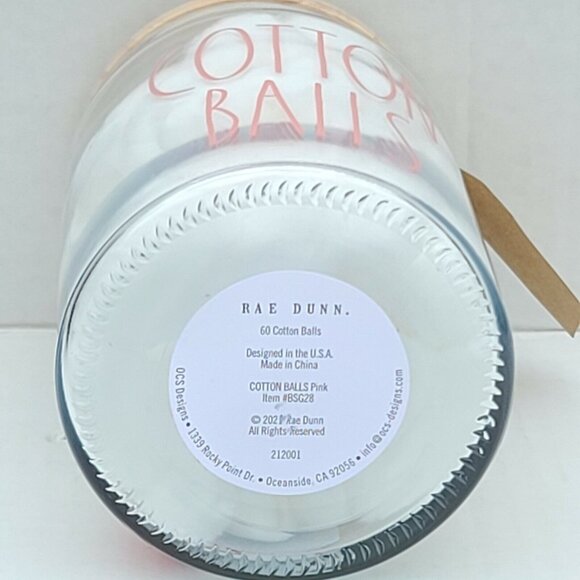 COTTON
BAllS
RAE DUNN.
60 Cotton Balls
Designed in the U.S.A.
Made in China
COTTON BALLS Pink
Item #BSG28
© 2021 Rae Dunn
All Rights Reserved
212001
OCS Designs • 1339 Rocky Point Dr. • Oceanside, CA 92056 • info@ocs-designs.com